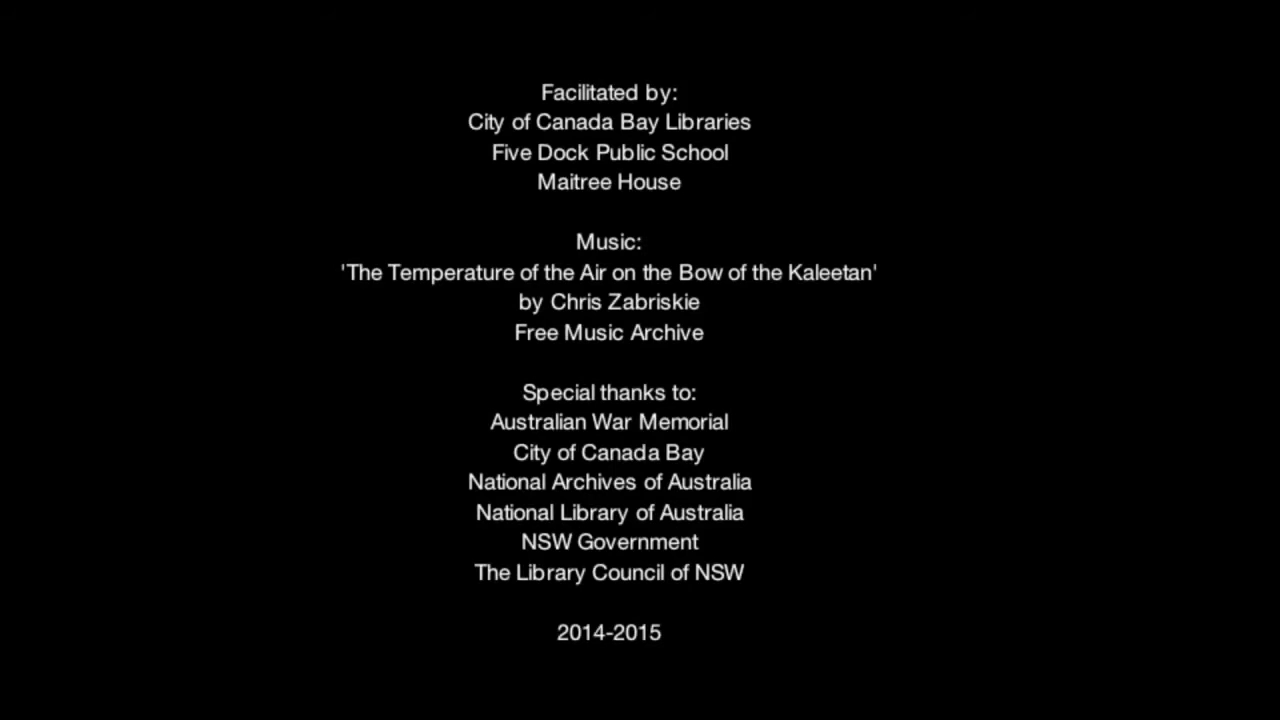 Facilitated by:
City of Canada Bay Libraries
Five Dock Public School
Maitree House
Music:
'The Temperature of the Air on the Bow of the Kaleetan'
by Chris Zabriskie
Free Music Archive
Special thanks to:
Australian War Memorial
City of Canada Bay
National Archives of Australia
National Library of Australia
NSW Government
The Library Council of NSW
2014-2015